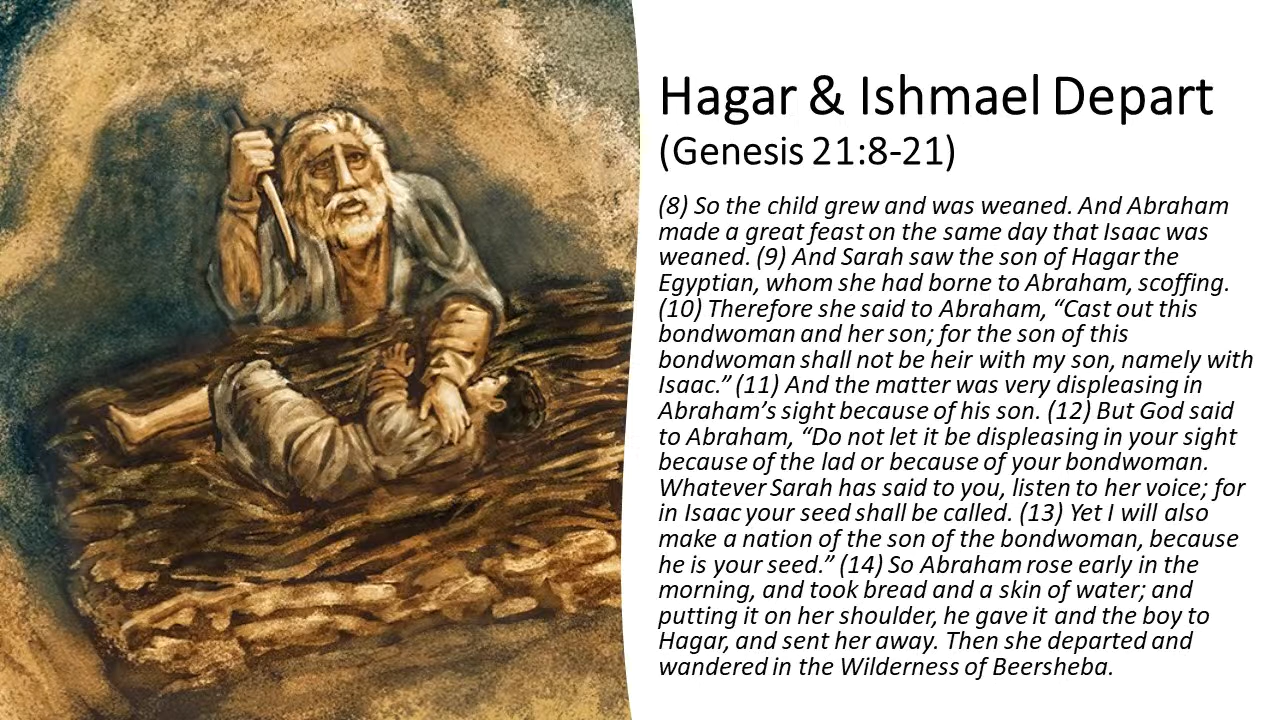 Hagar & Ishmael Depart
(Genesis 21:8-21)
(8) So the child grew and was weaned. And Abraham
made a great feast on the same day that Isaac was
weaned. (9) And Sarah saw the son of Hagar the
Egyptian, whom she had borne to Abraham, scoffing.
(10) Therefore she said to Abraham, “Cast out this
bondwoman and her son; for the son of this
bondwoman shall not be heir with my son, namely with
Isaac.” (11) And the matter was very displeasing in
Abraham’s sight because of his son. (12) But God said
to Abraham, “Do not let it be displeasing in your sight
because of the lad or because of your bondwoman.
Whatever Sarah has said to you, listen to her voice; for
in Isaac your seed shall be called. (13) Yet I will also
make a nation of the son of the bondwoman, because
he is your seed.” (14) So Abraham rose early in the
morning, and took bread and a skin of water; and
putting it on her shoulder, he gave it and the boy to
Hagar, and sent her away. Then she departed and
wandered in the Wilderness of Beersheba.